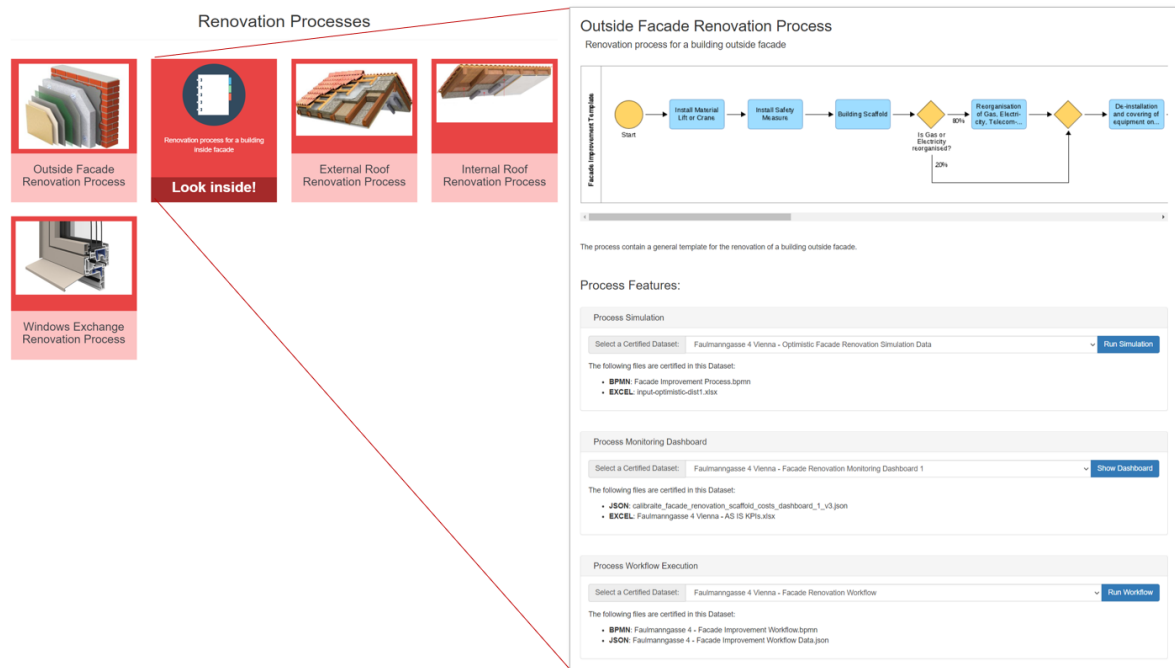 Renovation Processes
Outside Facade
Renovation Process
Renovation process for a building
inside facade
Look inside!
External Roof
Renovation Process
Internal Roof
Renovation Process
Windows Exchange
Renovation Process
Outside Facade Renovation Process
Renovation process for a building outside facade
Facade Improvement Template
Start
Install Material
Lift or Crane
Install Safety
Measure
Building Scaffold
Is Gas or
Electricity
reorganised?
80%
20%
Reorganisation
of Gas, Electri-
city, Telecom-...
De-installation
and covering of
equipment on...
The process contain a general template for the renovation of a building outside facade.
Process Features:
Process Simulation
Select a Certified Dataset: Faulmanngasse 4 Vienna - Optimistic Facade Renovation Simulation Data Run Simulation
The following files are certified in this Dataset:
• BPMN: Facade Improvement Process.bpmn
• EXCEL: input-optimistic-dist1.xlsx
Process Monitoring Dashboard
Select a Certified Dataset: Faulmanngasse 4 Vienna - Facade Renovation Monitoring Dashboard 1 Show Dashboard
The following files are certified in this Dataset:
• JSON: calibraite_facade_renovation_scaffold_costs_dashboard_1_v3.json
• EXCEL: Faulmanngasse 4 Vienna - AS IS KPIs.xlsx
Process Workflow Execution
Select a Certified Dataset: Faulmanngasse 4 Vienna - Facade Renovation Workflow Run Workflow
The following files are certified in this Dataset:
• BPMN: Faulmanngasse 4 - Facade Improvement Workflow.bpmn
• JSON: Faulmanngasse 4 - Facade Improvement Workflow Data.json